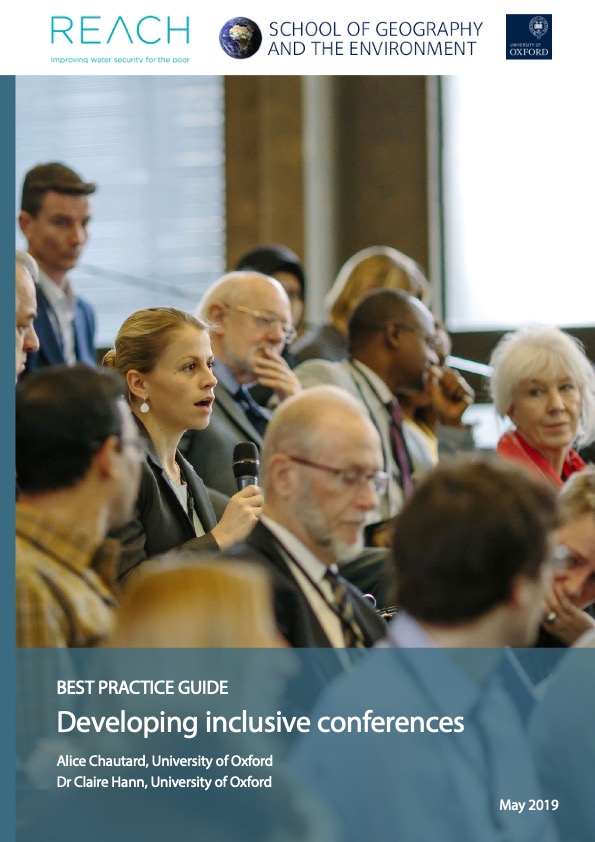 REACH
Improving water security for the poor
SCHOOL OF GEOGRAPHY
AND THE ENVIRONMENT
UNIVERSITY OF
OXFORD
BEST PRACTICE GUIDE
Developing inclusive conferences
Alice Chautard, University of Oxford
Dr Claire Hann, University of Oxford
May 2019